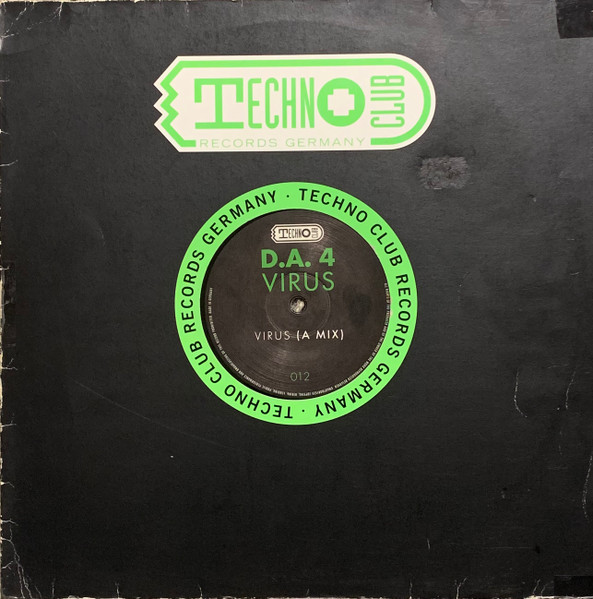 TECHNO CLUB
RECORDS GERMANY
TECHNO CLUB RECORDS GERMANY · TECHNO CLUB RECORDS GERMANY ·
TECHNO CLUB
D.A. 4
VIRUS
VIRUS (A MIX)
012